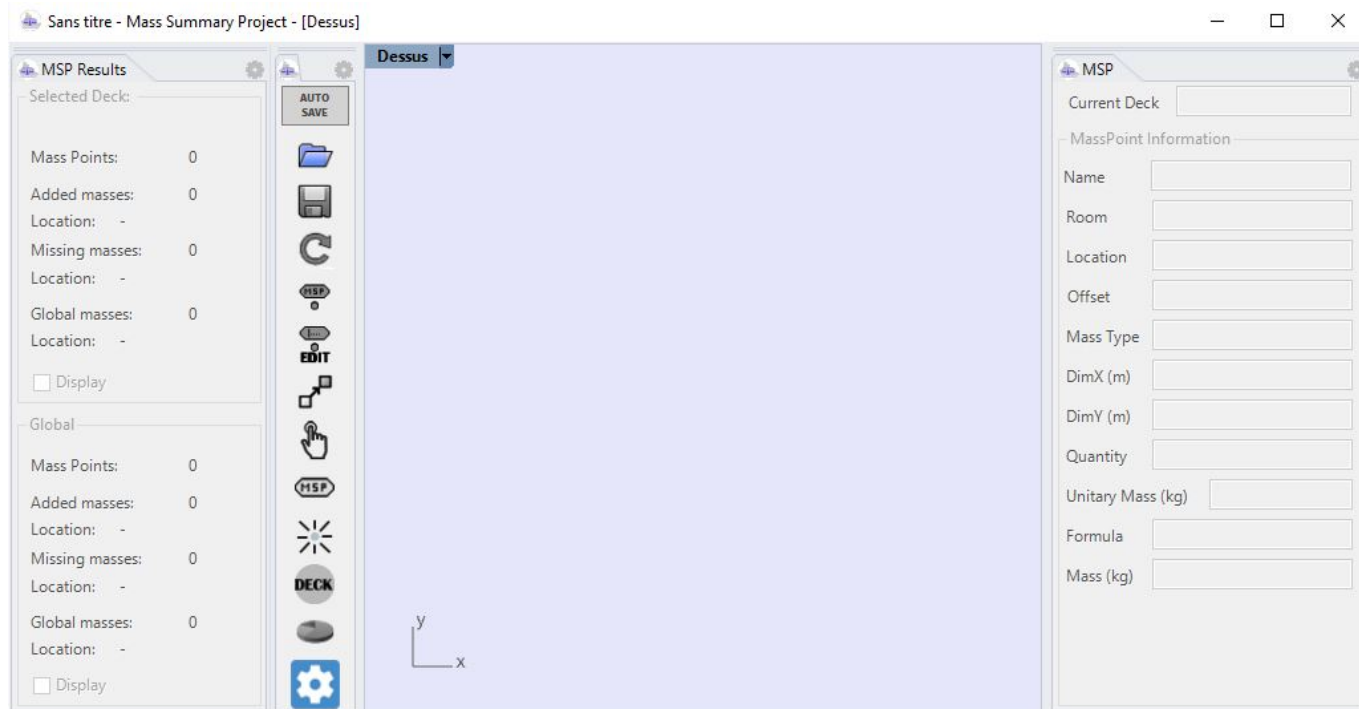 Sans titre - Mass Summary Project - [Dessus]
MSP Results
Selected Deck:
Mass Points: 0
Added masses: 0
Location: -
Missing masses: 0
Location: -
Global masses: 0
Location: -
Display
Global
Mass Points: 0
Added masses: 0
Location: -
Missing masses: 0
Location: -
Global masses: 0
Location: -
Display
AUTO
SAVE
MSP
EDIT
MSP
DECK
Dessus
y
x
MSP
Current Deck
MassPoint Information
Name
Room
Location
Offset
Mass Type
DimX (m)
DimY (m)
Quantity
Unitary Mass (kg)
Formula
Mass (kg)